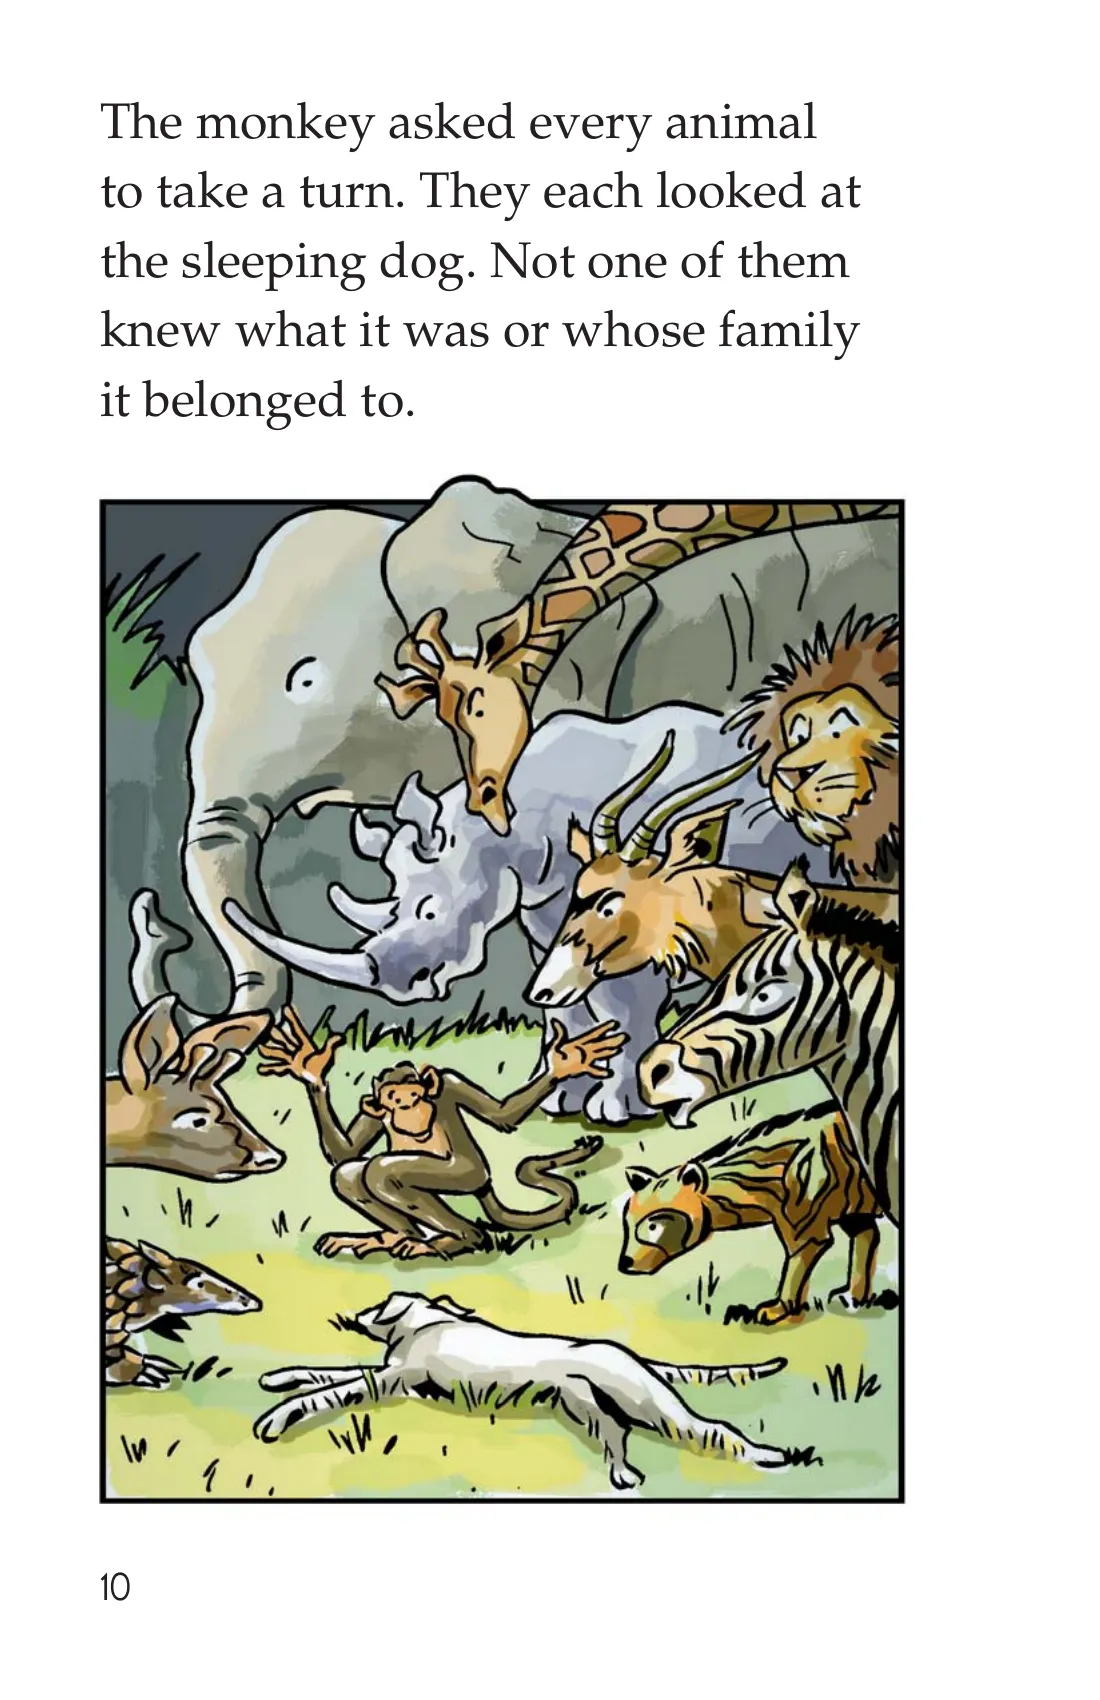 The monkey asked every animal
to take a turn. They each looked at
the sleeping dog. Not one of them
knew what it was or whose family
it belonged to.
10